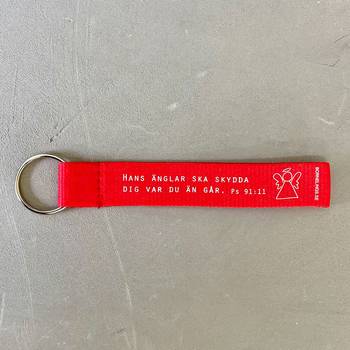 Hans änglar ska skydda
dig var du än går. Ps 91:11